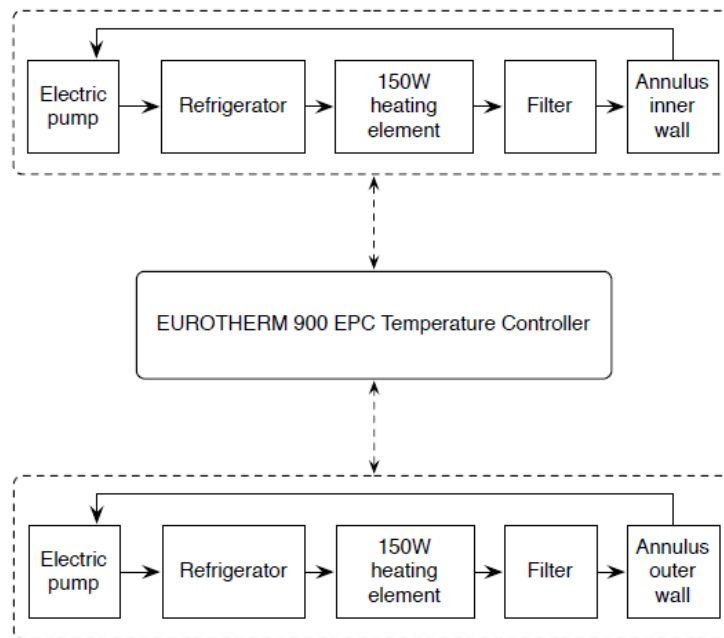 Electric
pump
Refrigerator
150W
heating
element
Filter
Annulus
inner
wall
EUROTHERM 900 EPC Temperature Controller
Electric
pump
Refrigerator
150W
heating
element
Filter
Annulus
outer
wall